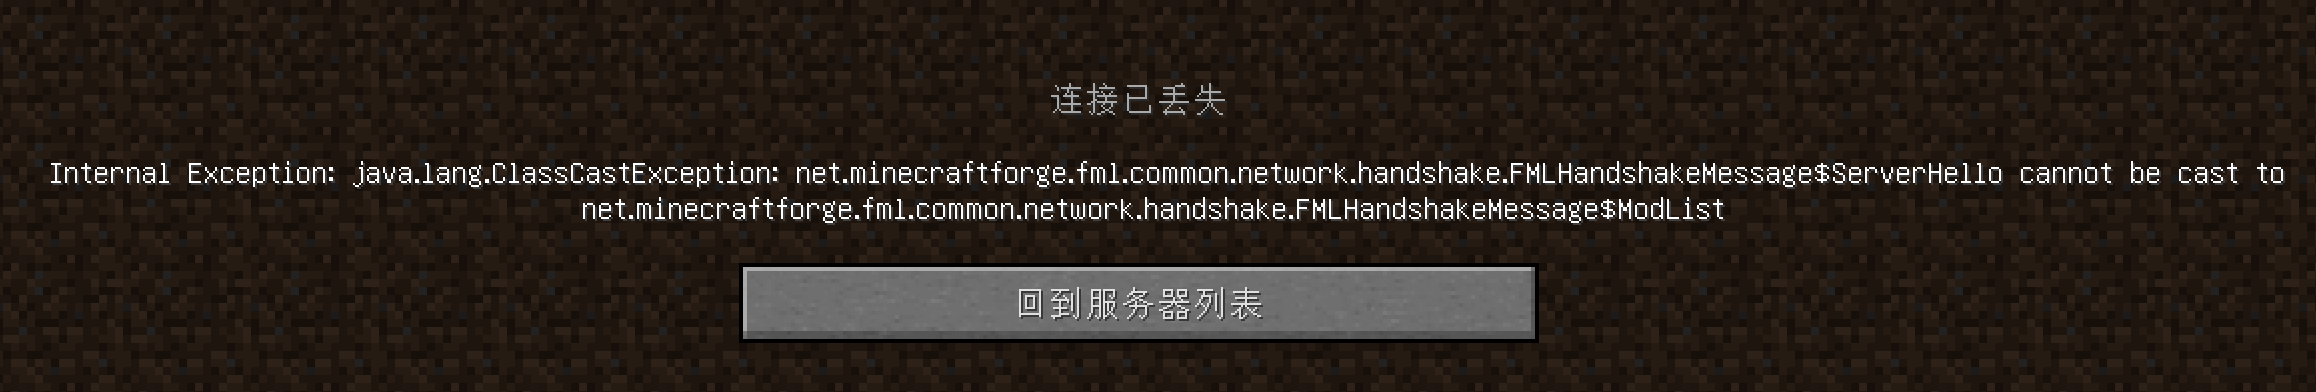 连接已丢失
Internal Exception: java.lang.ClassCastException: net.minecraftforge.fml.common.network.handshake.FMLHandshakeMessage$ServerHello cannot be cast to
net.minecraftforge.fml.common.network.handshake.FMLHandshakeMessage$ModList
回到服务器列表